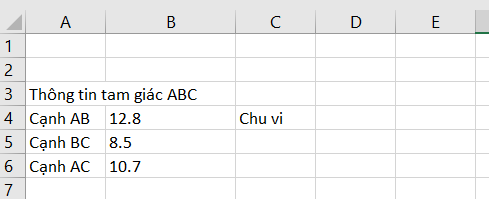 A B C D E
1
2
3 Thông tin tam giác ABC
4 Cạnh AB 12.8 Chu vi
5 Cạnh BC 8.5
6 Cạnh AC 10.7
7